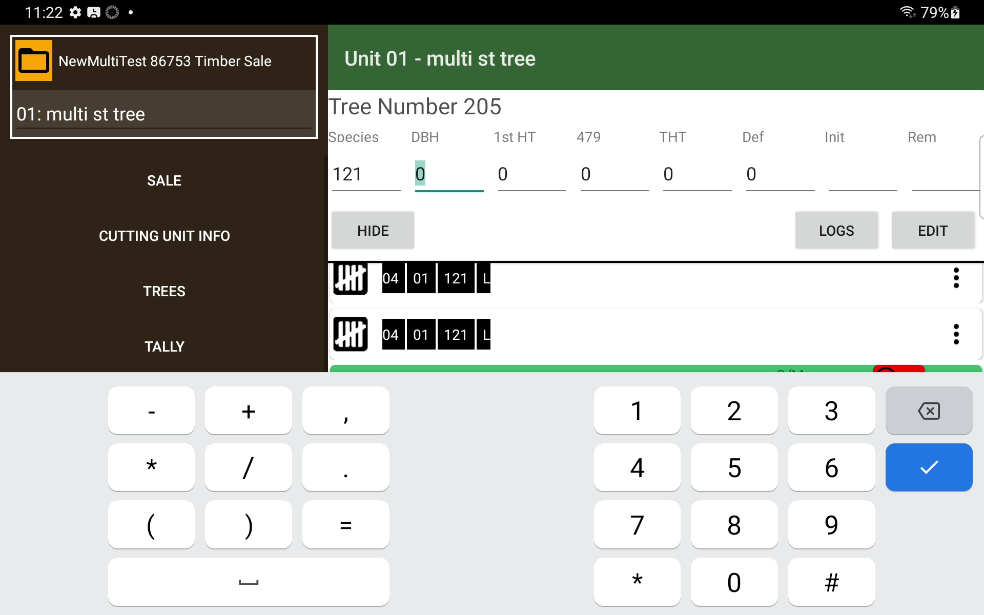 11:22
79%
NewMultiTest 86753 Timber Sale
01: multi st tree
SALE
CUTTING UNIT INFO
TREES
TALLY
Unit 01 - multi st tree
Tree Number 205
Species DBH 1st HT 479 THT Def Init Rem
121 0 0 0 0 0
HIDE LOGS EDIT
04 01 121 L
04 01 121 L
- + , 1 2 3
* / . 4 5 6
( ) = 7 8 9
* 0 #